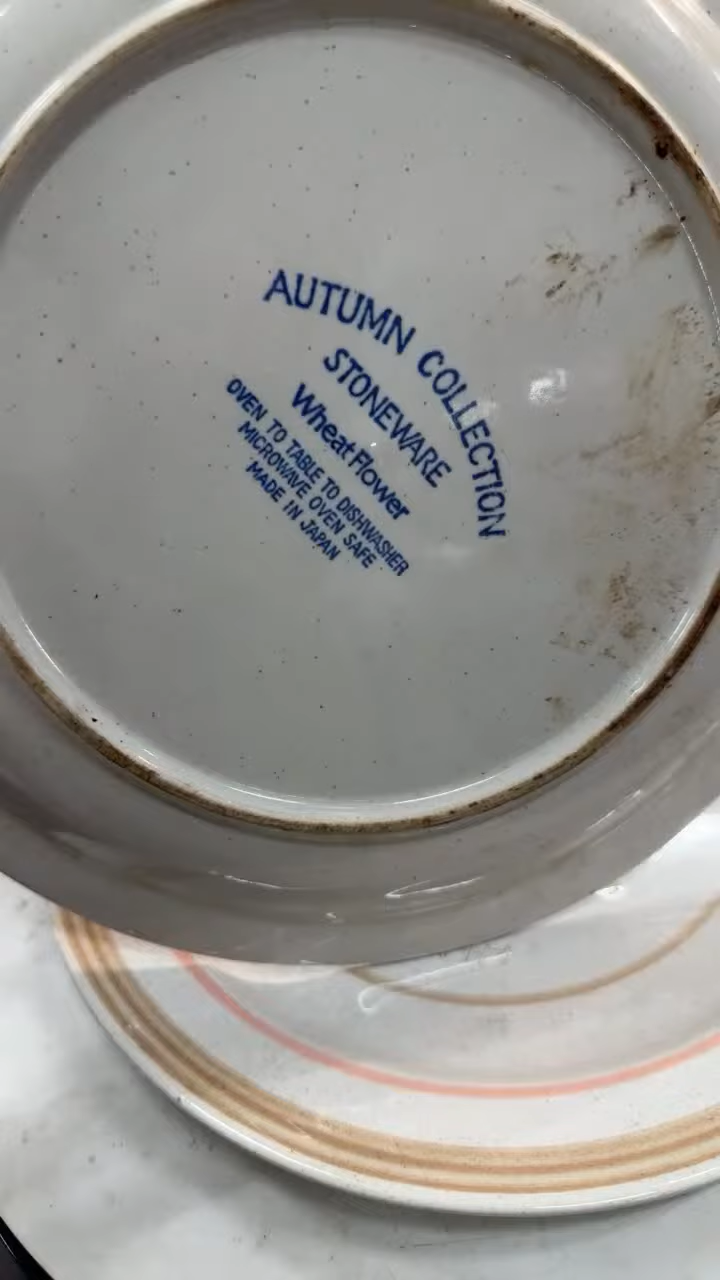 AUTUMN COLLECTION
STONEWARE
Wheat Flower
OVEN TO TABLE TO DISHWASHER
MICROWAVE OVEN SAFE
MADE IN JAPAN